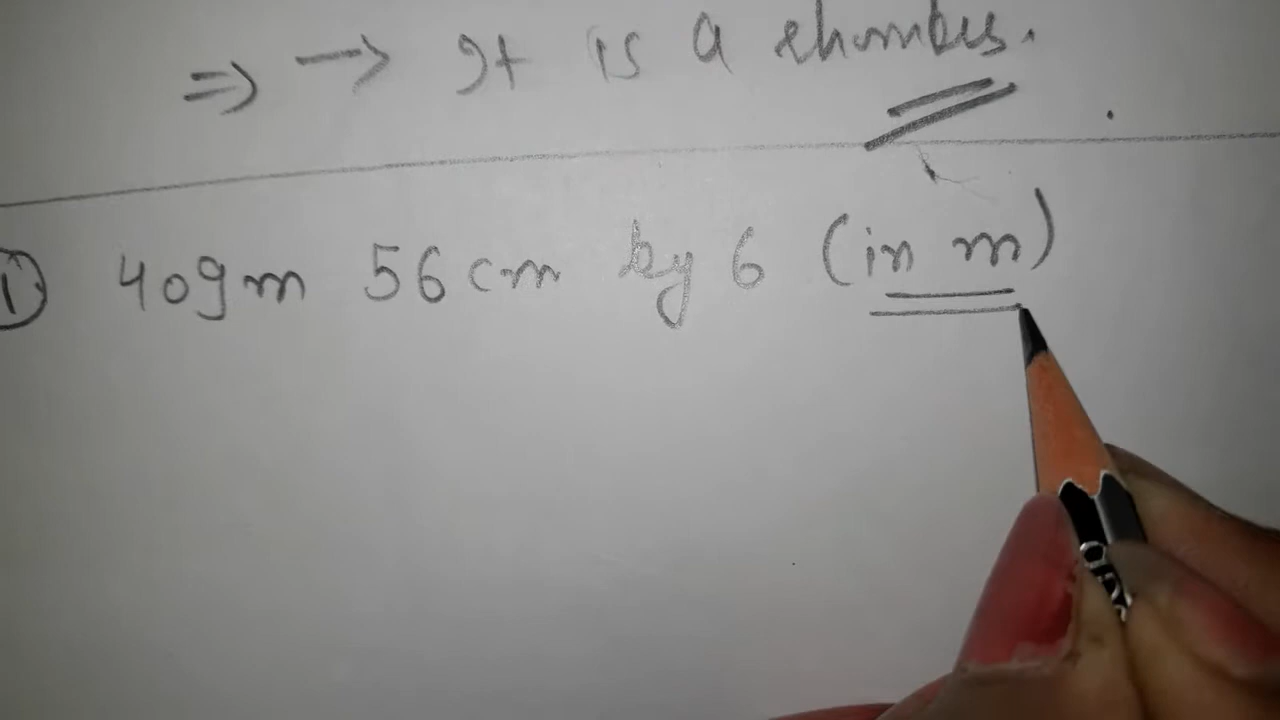 ⇒ → It is a rhombus.
① 409m 56cm by 6 (in m)